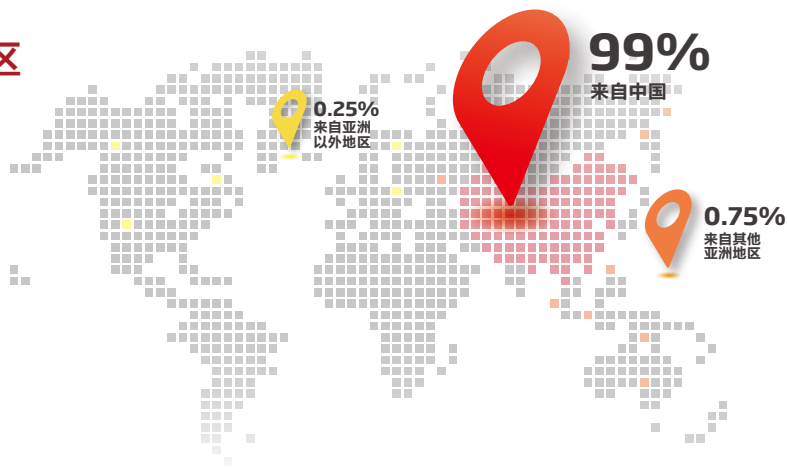 区
99%
来自中国
0.25%
来自亚洲
以外地区
0.75%
来自其他
亚洲地区